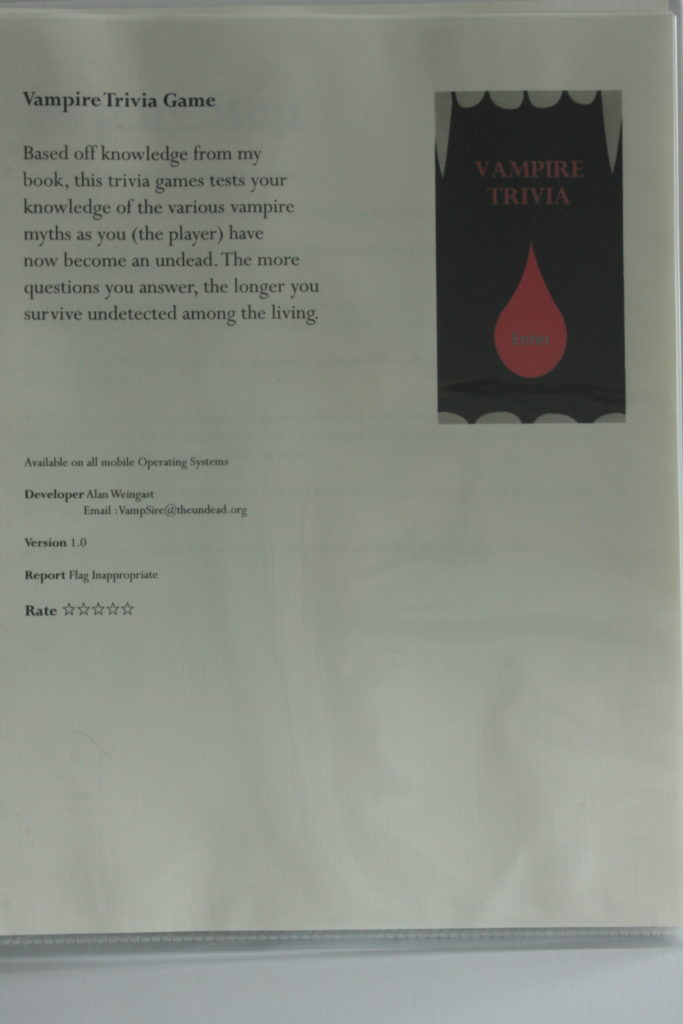 Vampire Trivia Game
Based off knowledge from my
book, this trivia games tests your
knowledge of the various vampire
myths as you (the player) have
now become an undead. The more
questions you answer, the longer you
survive undetected among the living.
VAMPIRE
TRIVIA
Enter
Available on all mobile Operating Systems
Developer Alan Weingast
Email : VampSire@theundead.org
Version 1.0
Report Flag Inappropriate
Rate ☆☆☆☆☆